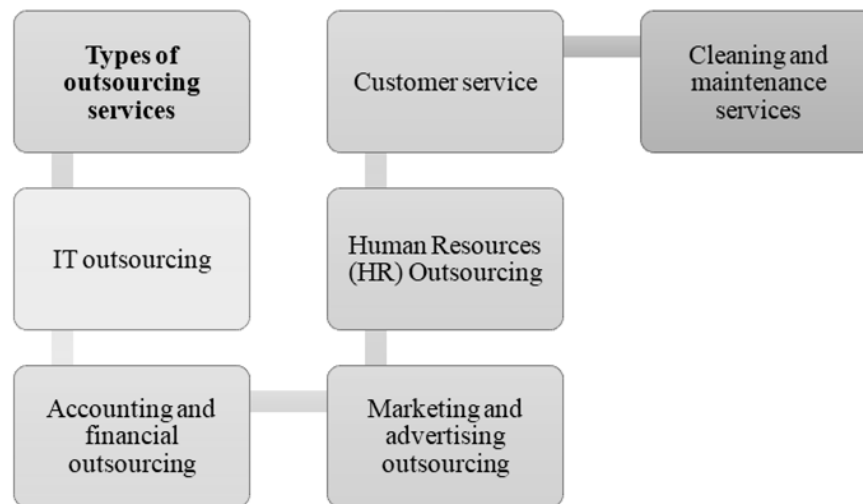 Types of
outsourcing
services
IT outsourcing
Accounting and
financial
outsourcing
Marketing and
advertising
outsourcing
Human Resources
(HR) Outsourcing
Customer service
Cleaning and
maintenance
services